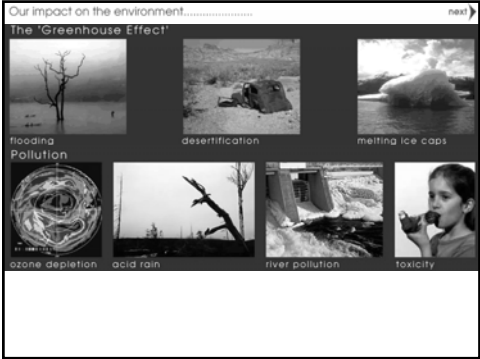 Our impact on the environment.....................
next
The 'Greenhouse Effect'
flooding
desertification
melting ice caps
Pollution
ozone depletion
acid rain
river pollution
toxicity